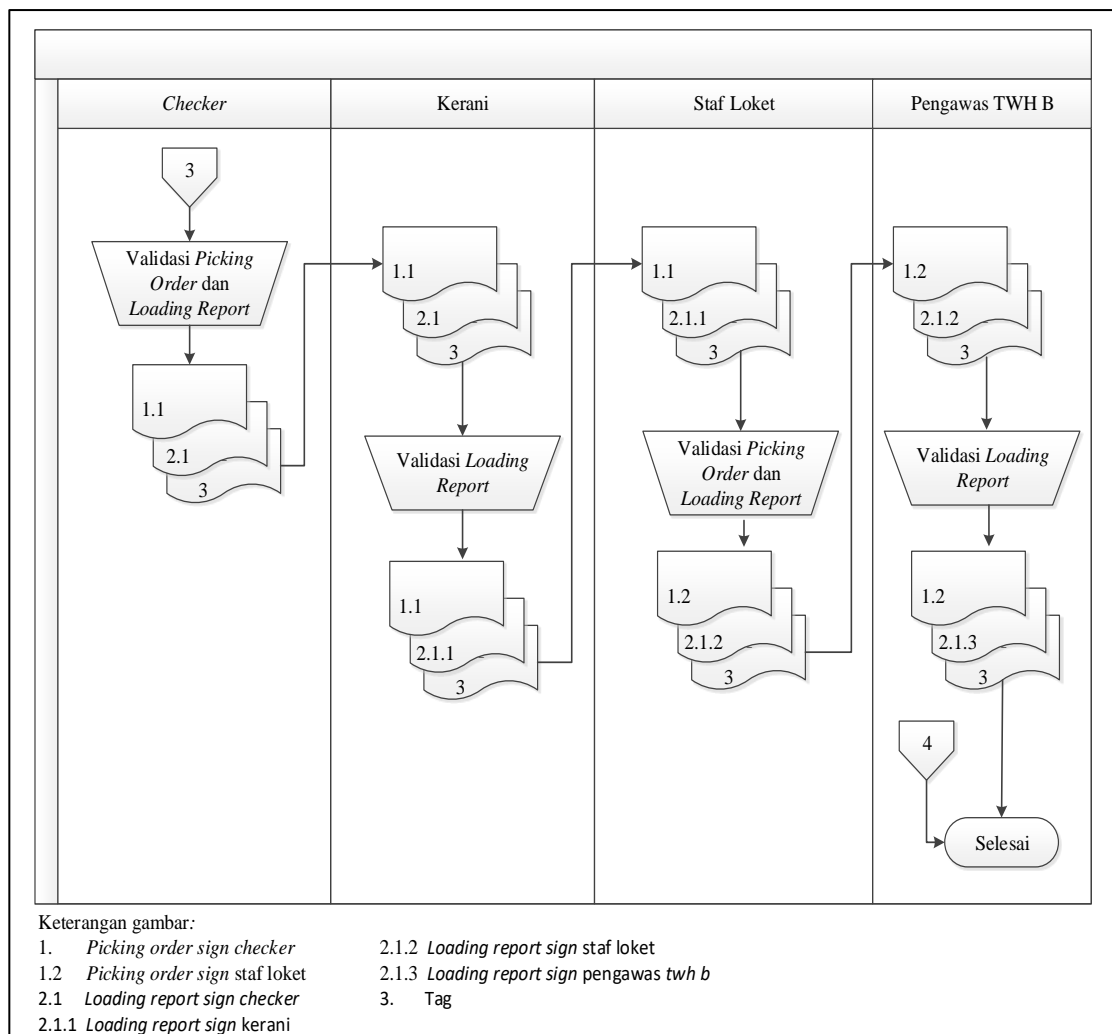 Checker
Kerani
Staf Loket
Pengawas TWH B
3
Validasi Picking
Order dan
Loading Report
1.1
2.1
3
1.1
2.1
3
Validasi Loading
Report
1.1
2.1.1
3
1.1
2.1.1
3
Validasi Picking
Order dan
Loading Report
1.2
2.1.2
3
1.2
2.1.2
3
Validasi Loading
Report
1.2
2.1.3
3
4
Selesai
Keterangan gambar:
1. Picking order sign checker
1.2 Picking order sign staf loket
2.1 Loading report sign checker
2.1.1 Loading report sign kerani
2.1.2 Loading report sign staf loket
2.1.3 Loading report sign pengawas twh b
3. Tag